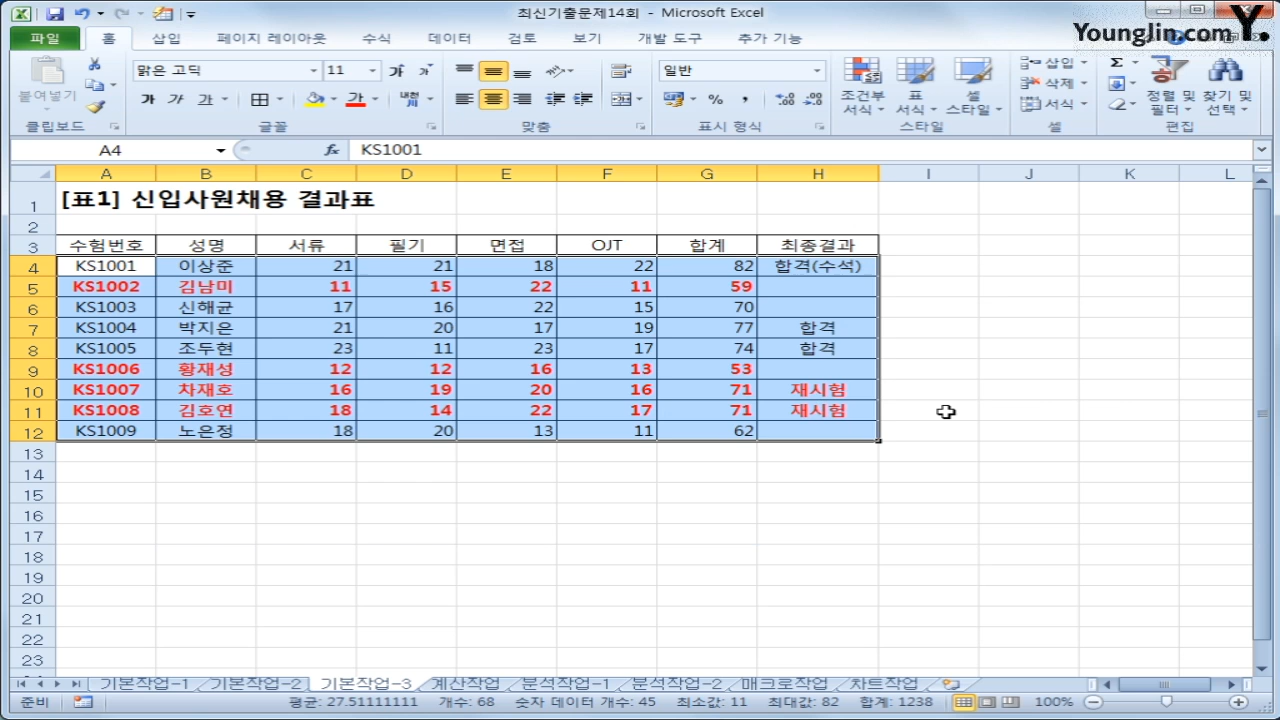 최신기출문제14회 - Microsoft Excel
Younglin.com Y.
파일 홈 삽입 페이지 레이아웃 수식 데이터 검토 보기 개발 도구 추가 기능
붙여넣기 맑은 고딕 11 가 가 일반 조건부 서식 표 서식 셀 스타일 삽입 삭제 서식 정렬 및 필터 찾기 및 선택
가 가 가 가 내천 % ,
클립보드 글꼴 맞춤 표시 형식 스타일 셀 편집
A4 fx KS1001
A B C D E F G H I J K L
1 [표1] 신입사원채용 결과표
2
3 수험번호 성명 서류 필기 면접 OJT 합계 최종결과
4 KS1001 이상준 21 21 18 22 82 합격(수석)
5 KS1002 김남미 11 15 22 11 59
6 KS1003 신해균 17 16 22 15 70
7 KS1004 박지은 21 20 17 19 77 합격
8 KS1005 조두현 23 11 23 17 74 합격
9 KS1006 황재성 12 12 16 13 53
10 KS1007 차재호 16 19 20 16 71 재시험
11 KS1008 김호연 18 14 22 17 71 재시험
12 KS1009 노은정 18 20 13 11 62
13
14
15
16
17
18
19
20
21
22
23
기본작업-1 기본작업-2 기본작업-3 계산작업 분석작업-1 분석작업-2 매크로작업 차트작업
준비 평균: 27.51111111 개수: 68 숫자 데이터 개수: 45 최소값: 11 최대값: 82 합계: 1238 100%